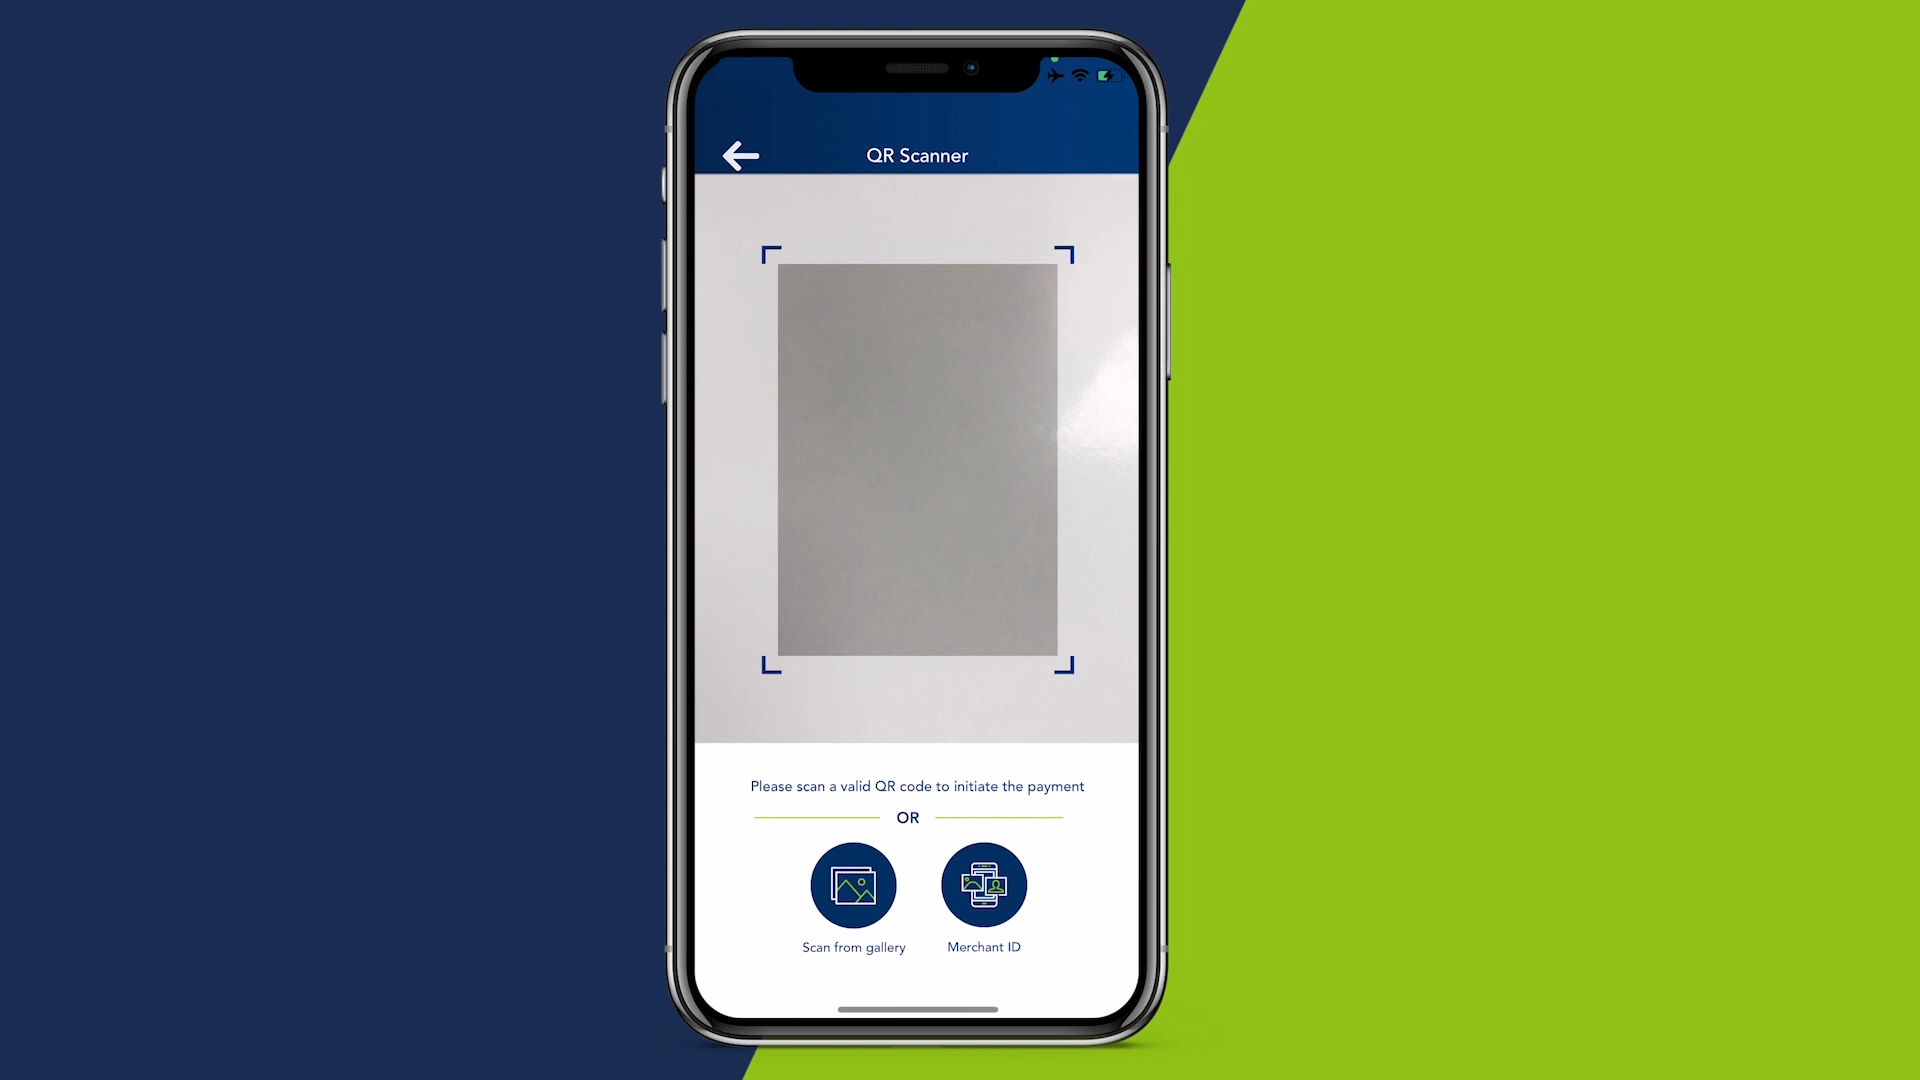 QR Scanner
Please scan a valid QR code to initiate the payment
OR
Scan from gallery
Merchant ID